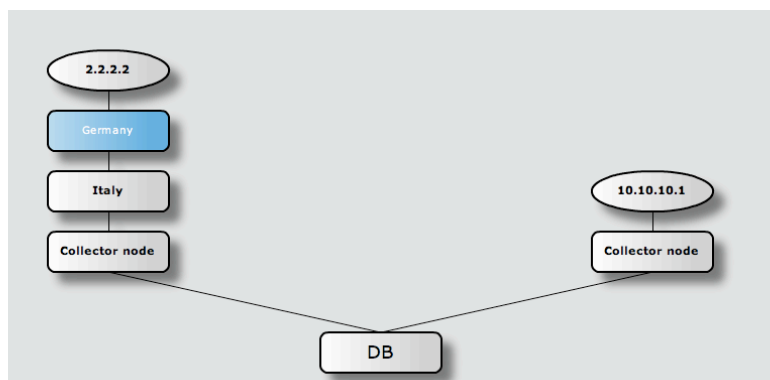 2.2.2.2
Germany
Italy
10.10.10.1
Collector node
Collector node
DB